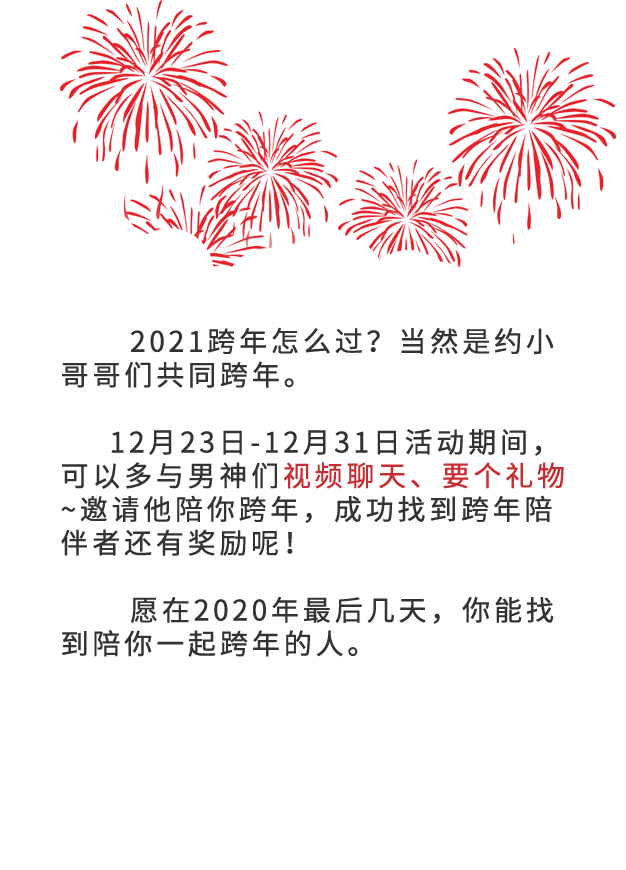 2021跨年怎么过？当然是约小
哥哥们共同跨年。
12月23日-12月31日活动期间，
可以多与男神们视频聊天、要个礼物
~邀请他陪你跨年，成功找到跨年陪
伴者还有奖励呢！
愿在2020年最后几天，你能找
到陪你一起跨年的人。